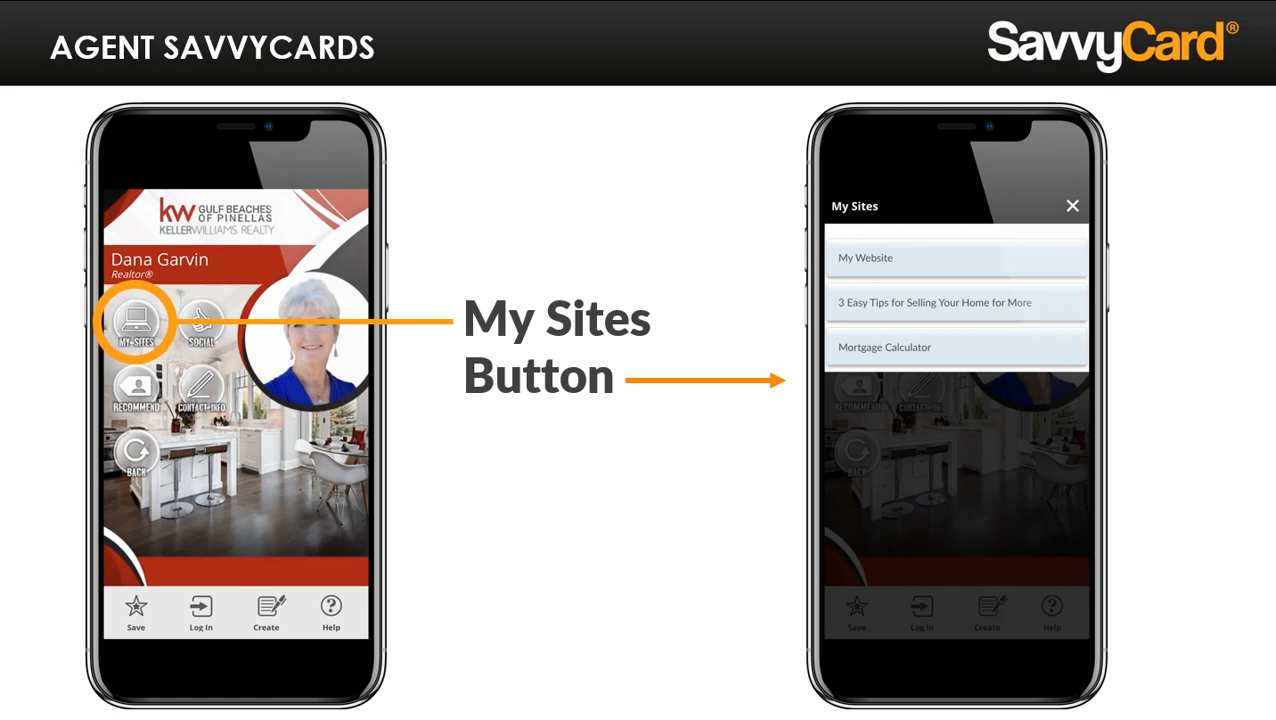 AGENT SAVVYCARDS
SavvyCard®
kw GULF BEACHES
OF PINELLAS
KELLERWILLIAMS REALTY
Dana Garvin
Realtor®
MY SITES
SOCIAL
RECOMMEND
CONTACT INFO
BACK
Save
Log In
Create
Help
My Sites
Button
My Sites
My Website
3 Easy Tips for Selling Your Home for More
Mortgage Calculator
RECOMMEND
CONTACT INFO
BACK
Save
Log In
Create
Help